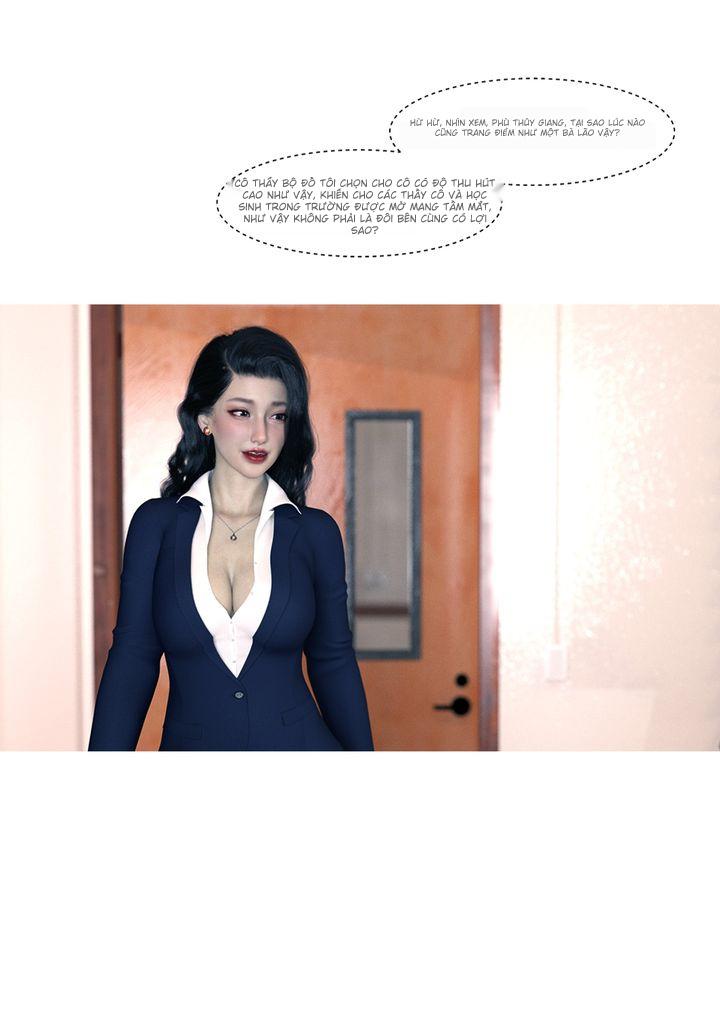 HỪ HỪ, NHÌN XEM, PHÙ THỦY GIANG, TẠI SAO LÚC NÀO
CŨNG TRANG ĐIỂM NHƯ MỘT BÀ LÃO VẬY?
CÔ THẤY BỘ ĐỒ TÔI CHỌN CHO CÔ CÓ ĐỘ THU HÚT
CAO NHƯ VẬY, KHIẾN CHO CÁC THẦY CÔ VÀ HỌC
SINH TRONG TRƯỜNG ĐƯỢC MỞ MANG TẦM MẮT,
NHƯ VẬY KHÔNG PHẢI LÀ ĐÔI BÊN CÙNG CÓ LỢI
SAO?